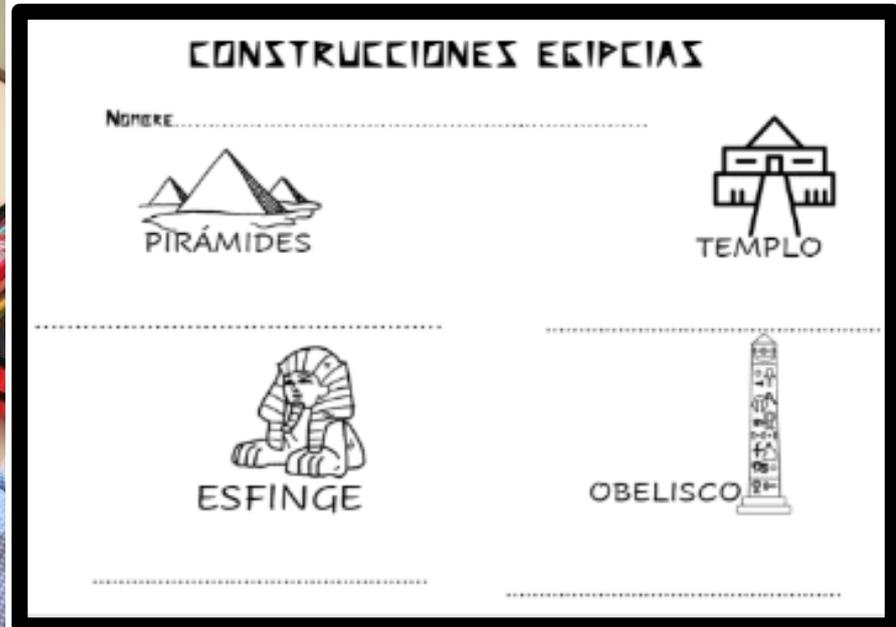 CONSTRUCCIONES EGIPCIAS
NOMBRE
PIRÁMIDES
TEMPLO
ESFINGE
OBELISCO